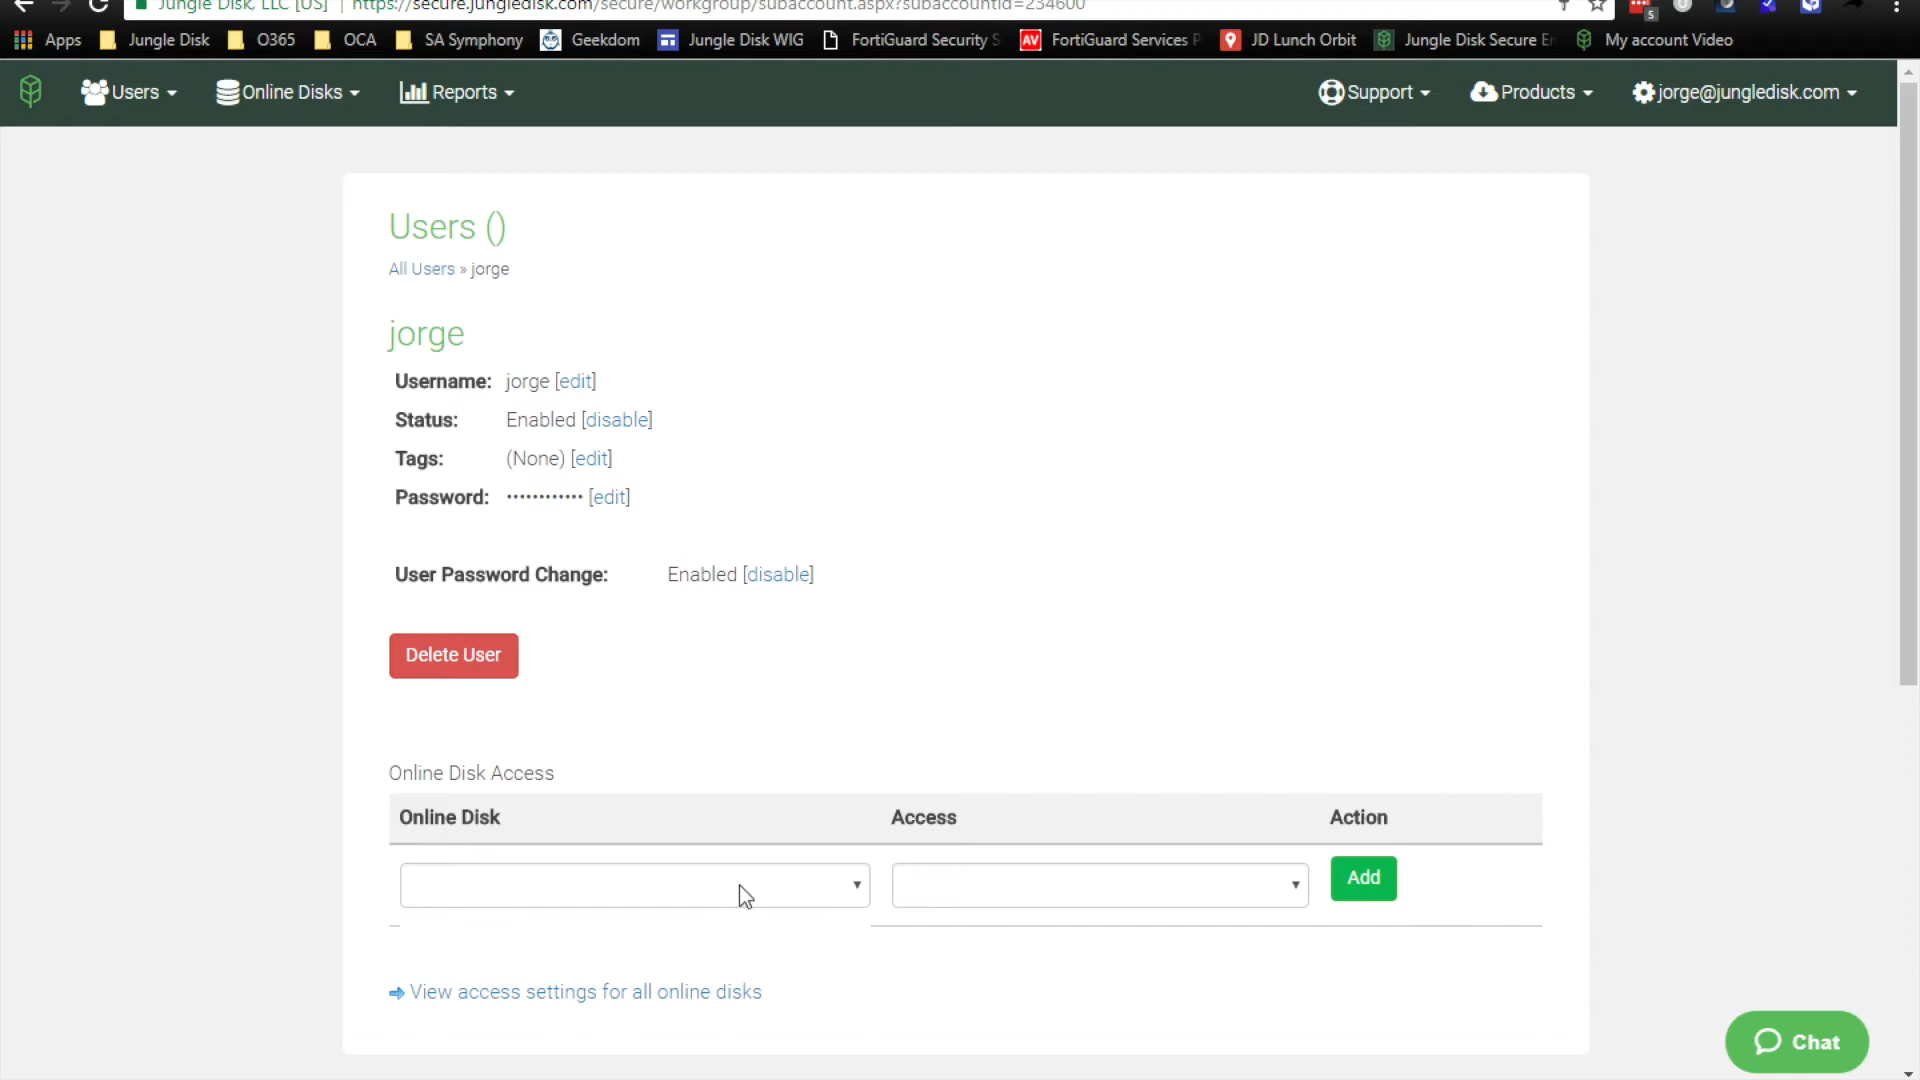 Jungle Disk, LLC [US] | https://secure.jungledisk.com/secure/workgroup/subaccount.aspx?subaccountid=234600
5
Apps Jungle Disk O365 OCA SA Symphony Geekdom Jungle Disk WIG FortiGuard Security S AV FortiGuard Services P JD Lunch Orbit Jungle Disk Secure En My account Video
Users Online Disks Reports Support Products jorge@jungledisk.com
Users ()
All Users » jorge
jorge
Username: jorge [edit]
Status: Enabled [disable]
Tags: (None) [edit]
Password: •••••••••••• [edit]
User Password Change: Enabled [disable]
Delete User
Online Disk Access
Online Disk Access Action
Add
View access settings for all online disks
Chat